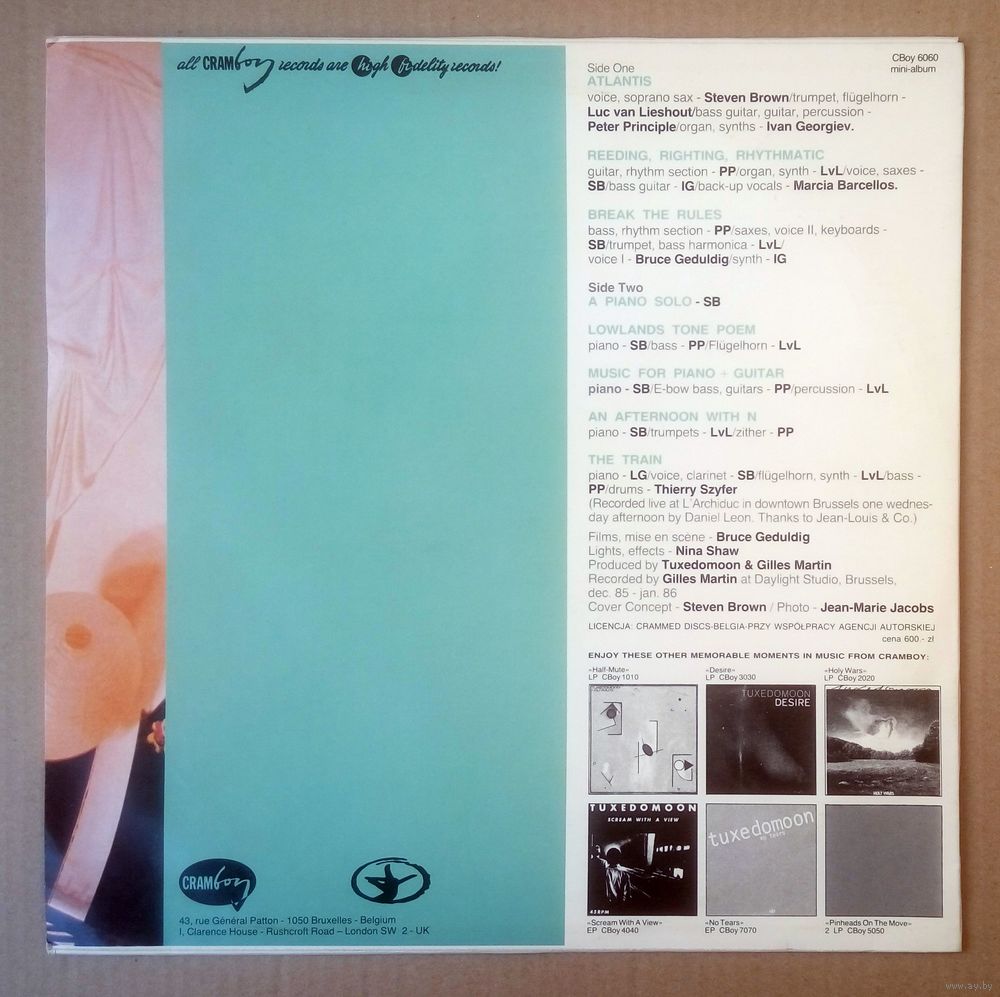 all CRAMboy records are high fidelity records!
CBoy 6060
mini-album
Side One
ATLANTIS
voice, soprano sax - Steven Brown/trumpet, flügelhorn -
Luc van Lieshout/bass guitar, guitar, percussion -
Peter Principle/organ, synths - Ivan Georgiev.
REEDING, RIGHTING, RHYTHMATIC
guitar, rhythm section - PP/organ, synth - LvL/voice, saxes -
SB/bass guitar - IG/back-up vocals - Marcia Barcellos.
BREAK THE RULES
bass, rhythm section - PP/saxes, voice II, keyboards -
SB/trumpet, bass harmonica - LvL/
voice I - Bruce Geduldig/synth - IG
Side Two
A PIANO SOLO - SB
LOWLANDS TONE POEM
piano - SB/bass - PP/Flügelhorn - LvL
MUSIC FOR PIANO + GUITAR
piano - SB/E-bow bass, guitars - PP/percussion - LvL
AN AFTERNOON WITH N
piano - SB/trumpets - LvL/zither - PP
THE TRAIN
piano - LG/voice, clarinet - SB/flügelhorn, synth - LvL/bass -
PP/drums - Thierry Szyfer
(Recorded live at L'Archiduc in downtown Brussels one wednes-
day afternoon by Daniel Leon. Thanks to Jean-Louis & Co.)
Films, mise en scène - Bruce Geduldig
Lights, effects - Nina Shaw
Produced by Tuxedomoon & Gilles Martin
Recorded by Gilles Martin at Daylight Studio, Brussels,
dec. 85 - jan. 86
Cover Concept - Steven Brown / Photo - Jean-Marie Jacobs
LICENCJA: CRAMMED DISCS-BELGIA-PRZY WSPÓŁPRACY AGENCJI AUTORSKIEJ
cena 600.- zł
ENJOY THESE OTHER MEMORABLE MOMENTS IN MUSIC FROM CRAMBOY:
«Half-Mute»
LP CBoy 1010
«Desire»
LP CBoy 3030
«Holy Wars»
LP CBoy 2020
TUXEDOMOON
DESIRE
HOLY WARS
TUXEDOMOON
SCREAM WITH A VIEW
45 RPM
tuxedomoon
no tears
«Scream With A View»
EP CBoy 4040
«No Tears»
EP CBoy 7070
«Pinheads On The Move»
2 LP CBoy 5050
CRAMboy
43, rue Général Patton - 1050 Bruxelles - Belgium
I, Clarence House - Rushcroft Road – London SW 2 - UK
www.ay.by